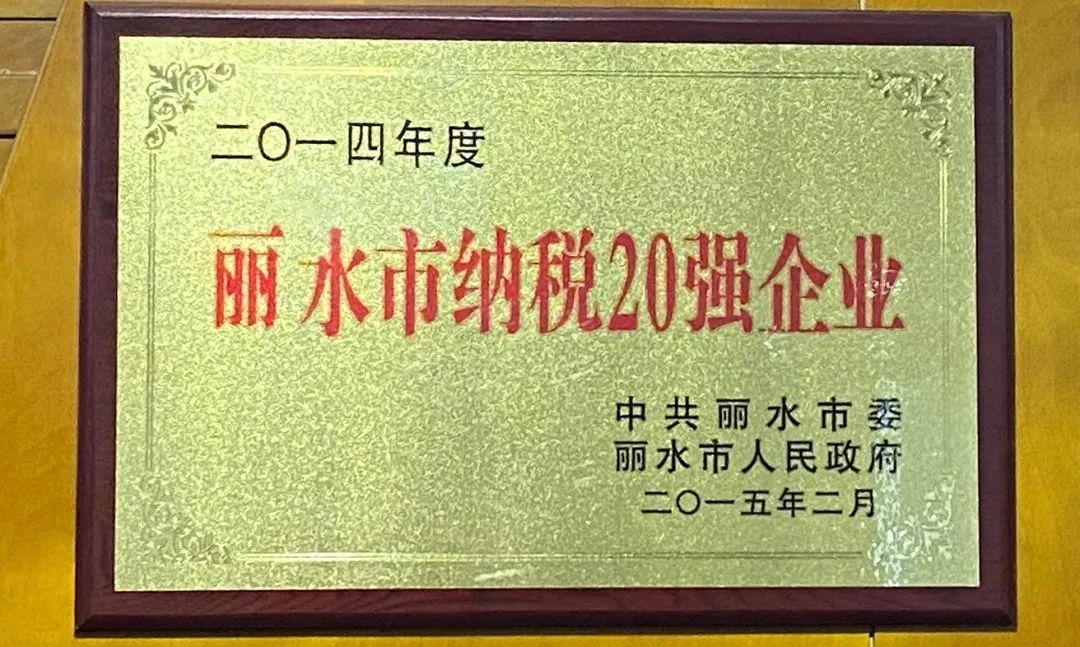 二〇一四年度
丽水市纳税20强企业
中共丽水市委
丽水市人民政府
二〇一五年二月